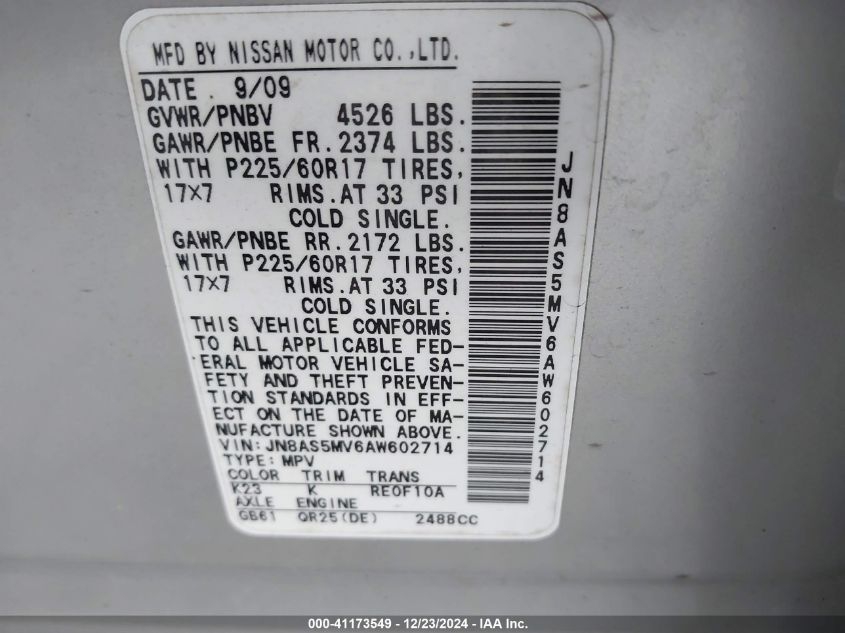 MFD BY NISSAN MOTOR CO.,LTD.
DATE . 9/09
GVWR/PNBV 4526 LBS.
GAWR/PNBE FR. 2374 LBS.
WITH P225/60R17 TIRES,
17X7 RIMS.AT 33 PSI
COLD SINGLE.
GAWR/PNBE RR. 2172 LBS.
WITH P225/60R17 TIRES,
17X7 RIMS.AT 33 PSI
COLD SINGLE.
THIS VEHICLE CONFORMS
TO ALL APPLICABLE FED-
ERAL MOTOR VEHICLE SA-
FETY AND THEFT PREVEN-
TION STANDARDS IN EFF-
ECT ON THE DATE OF MA-
NUFACTURE SHOWN ABOVE.
VIN:JN8AS5MV6AW602714
TYPE:MPV
COLOR TRIM TRANS
K23 K RE0F10A
AXLE ENGINE
GB61 QR25(DE) 2488CC
JN8AS5MV6AW602714
000-41173549 - 12/23/2024 - IAA Inc.